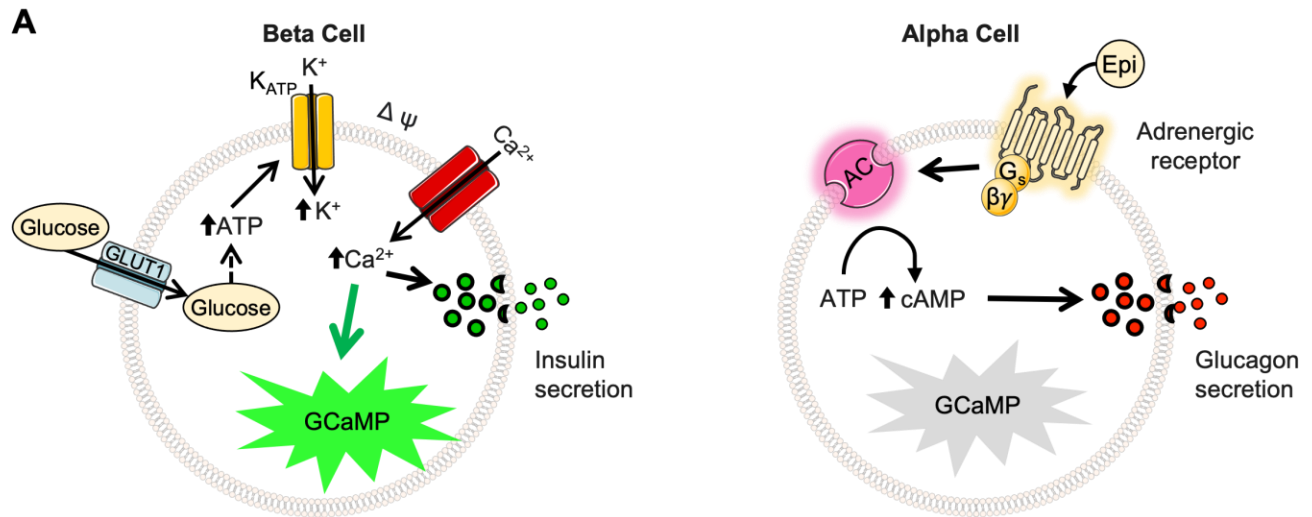 A
Beta Cell
K⁺
K_ATP
Δ ψ
Ca²⁺
Glucose
GLUT1
Glucose
↑ATP
↑K⁺
↑Ca²⁺
Insulin
secretion
GCaMP
Alpha Cell
Epi
Adrenergic
receptor
AC
Gs
βγ
ATP ↑ cAMP
Glucagon
secretion
GCaMP